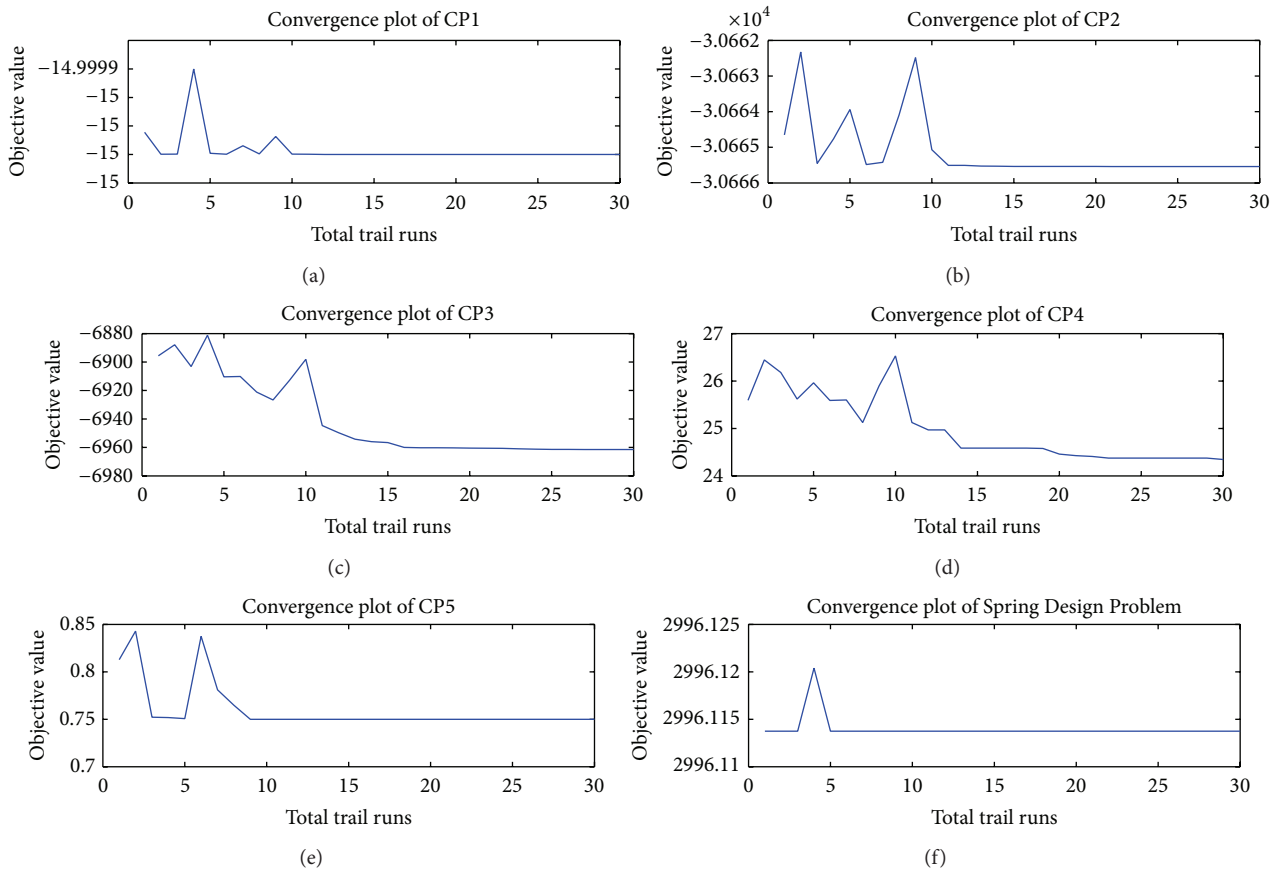 Convergence plot of CP1
Objective value
−14.9999
−15
−15
−15
−15
0 5 10 15 20 25 30
Total trail runs
(a)
×10⁴
Convergence plot of CP2
Objective value
−3.0662
−3.0663
−3.0664
−3.0665
−3.0666
0 5 10 15 20 25 30
Total trail runs
(b)
Convergence plot of CP3
Objective value
−6880
−6900
−6920
−6940
−6960
−6980
0 5 10 15 20 25 30
Total trail runs
(c)
Convergence plot of CP4
Objective value
27
26
25
24
0 5 10 15 20 25 30
Total trail runs
(d)
Convergence plot of CP5
Objective value
0.85
0.8
0.75
0.7
0 5 10 15 20 25 30
Total trail runs
(e)
Convergence plot of Spring Design Problem
Objective value
2996.125
2996.12
2996.115
2996.11
0 5 10 15 20 25 30
Total trail runs
(f)